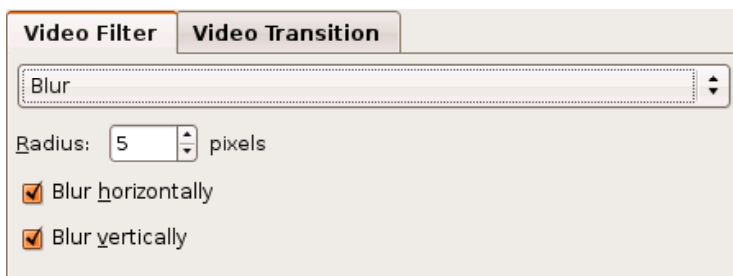 Video Filter Video Transition
Blur
Radius: 5 pixels
Blur horizontally
Blur vertically